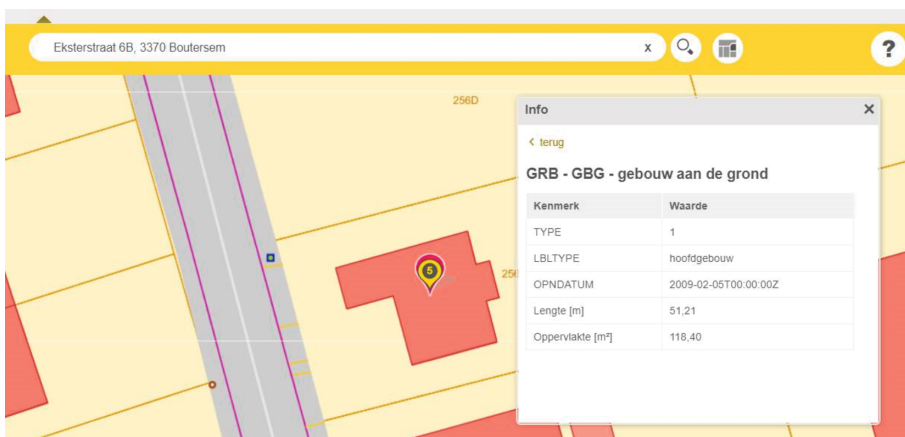 Eksterstraat 6B, 3370 Boutersem x ?
256D
Info ×
< terug
GRB - GBG - gebouw aan de grond
Kenmerk Waarde
TYPE 1
LBLTYPE hoofdgebouw
OPNDATUM 2009-02-05T00:00:00Z
Lengte [m] 51,21
Oppervlakte [m²] 118,40
5